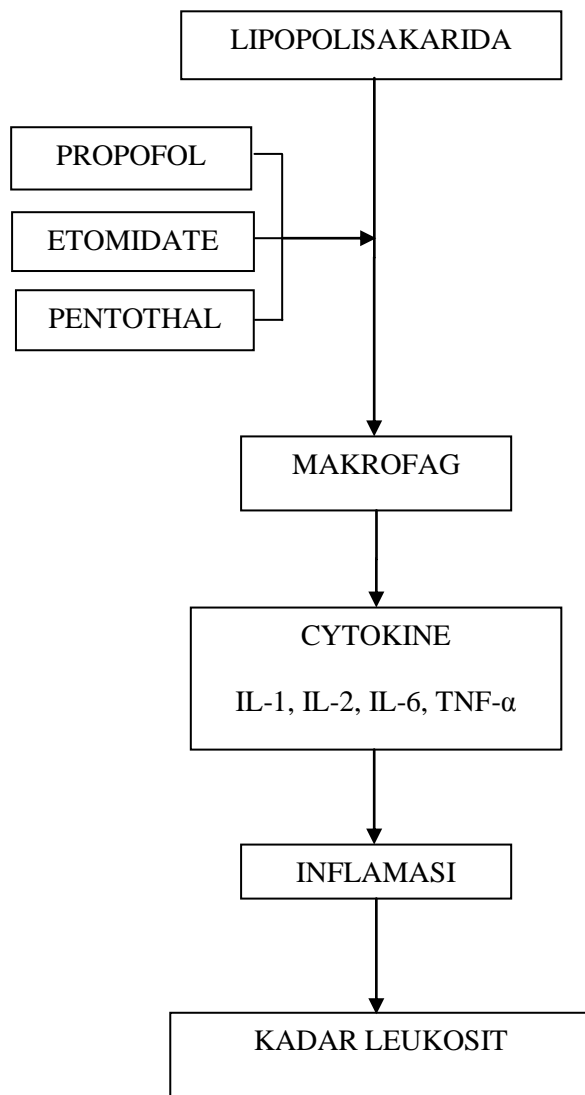 LIPOPOLISAKARIDA
PROPOFOL
ETOMIDATE
PENTOTHAL
MAKROFAG
CYTOKINE
IL-1, IL-2, IL-6, TNF-α
INFLAMASI
KADAR LEUKOSIT